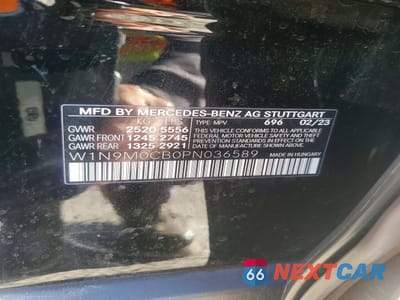 MFD BY MERCEDES-BENZ AG STUTTGART
KG LBS TYPE: MPV 696 02/23
GVWR 2520 5556
GAWR FRONT 1245 2745
GAWR REAR 1325 2921
THIS VEHICLE CONFORMS TO ALL APPLICABLE
FEDERAL MOTOR VEHICLE SAFETY AND
THEFT PREVENTION STANDARDS IN EFFECT
ON THE DATE OF MANUFACTURE SHOWN ABOVE.
W1N9M0CB0PN036589
MADE IN HUNGARY
66 NEXTCAR